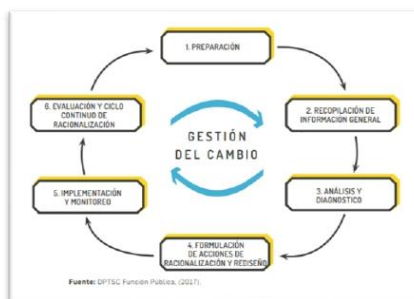 1. PREPARACIÓN
2. RECOPILACIÓN DE
INFORMACIÓN GENERAL
3. ANÁLISIS Y
DIAGNÓSTICO
4. FORMULACIÓN
DE ACCIONES DE
RACIONALIZACIÓN Y REDISEÑO
5. IMPLEMENTACIÓN
Y MONITOREO
6. EVALUACIÓN Y CICLO
CONTINUO DE
RACIONALIZACIÓN
GESTIÓN
DEL CAMBIO
Fuente: DPTSC Función Pública, (2017).